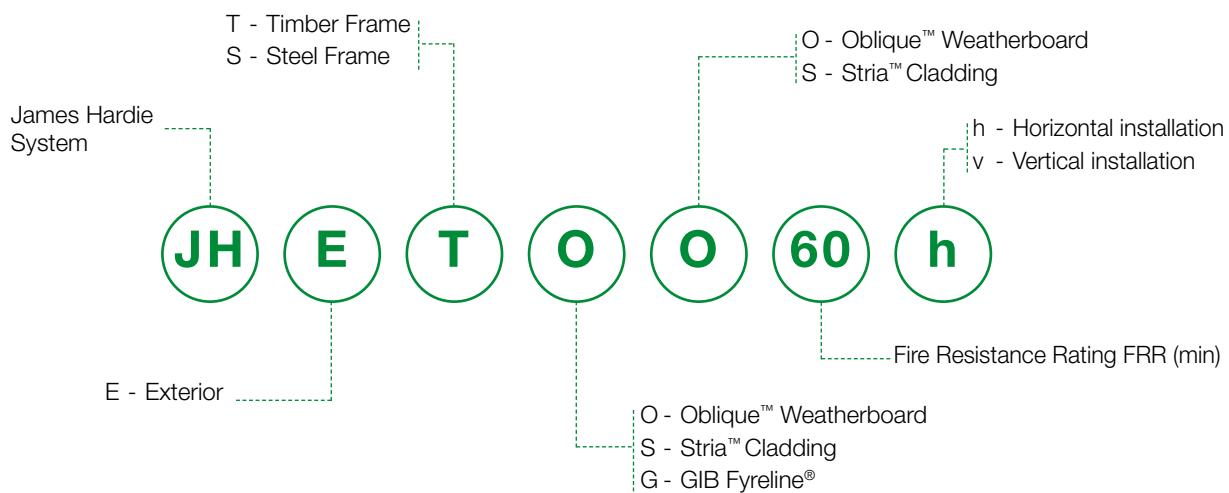 T - Timber Frame
S - Steel Frame
O - Oblique™ Weatherboard
S - Stria™ Cladding
James Hardie
System
h - Horizontal installation
v - Vertical installation
JH E T O O 60 h
Fire Resistance Rating FRR (min)
E - Exterior
O - Oblique™ Weatherboard
S - Stria™ Cladding
G - GIB Fyreline®